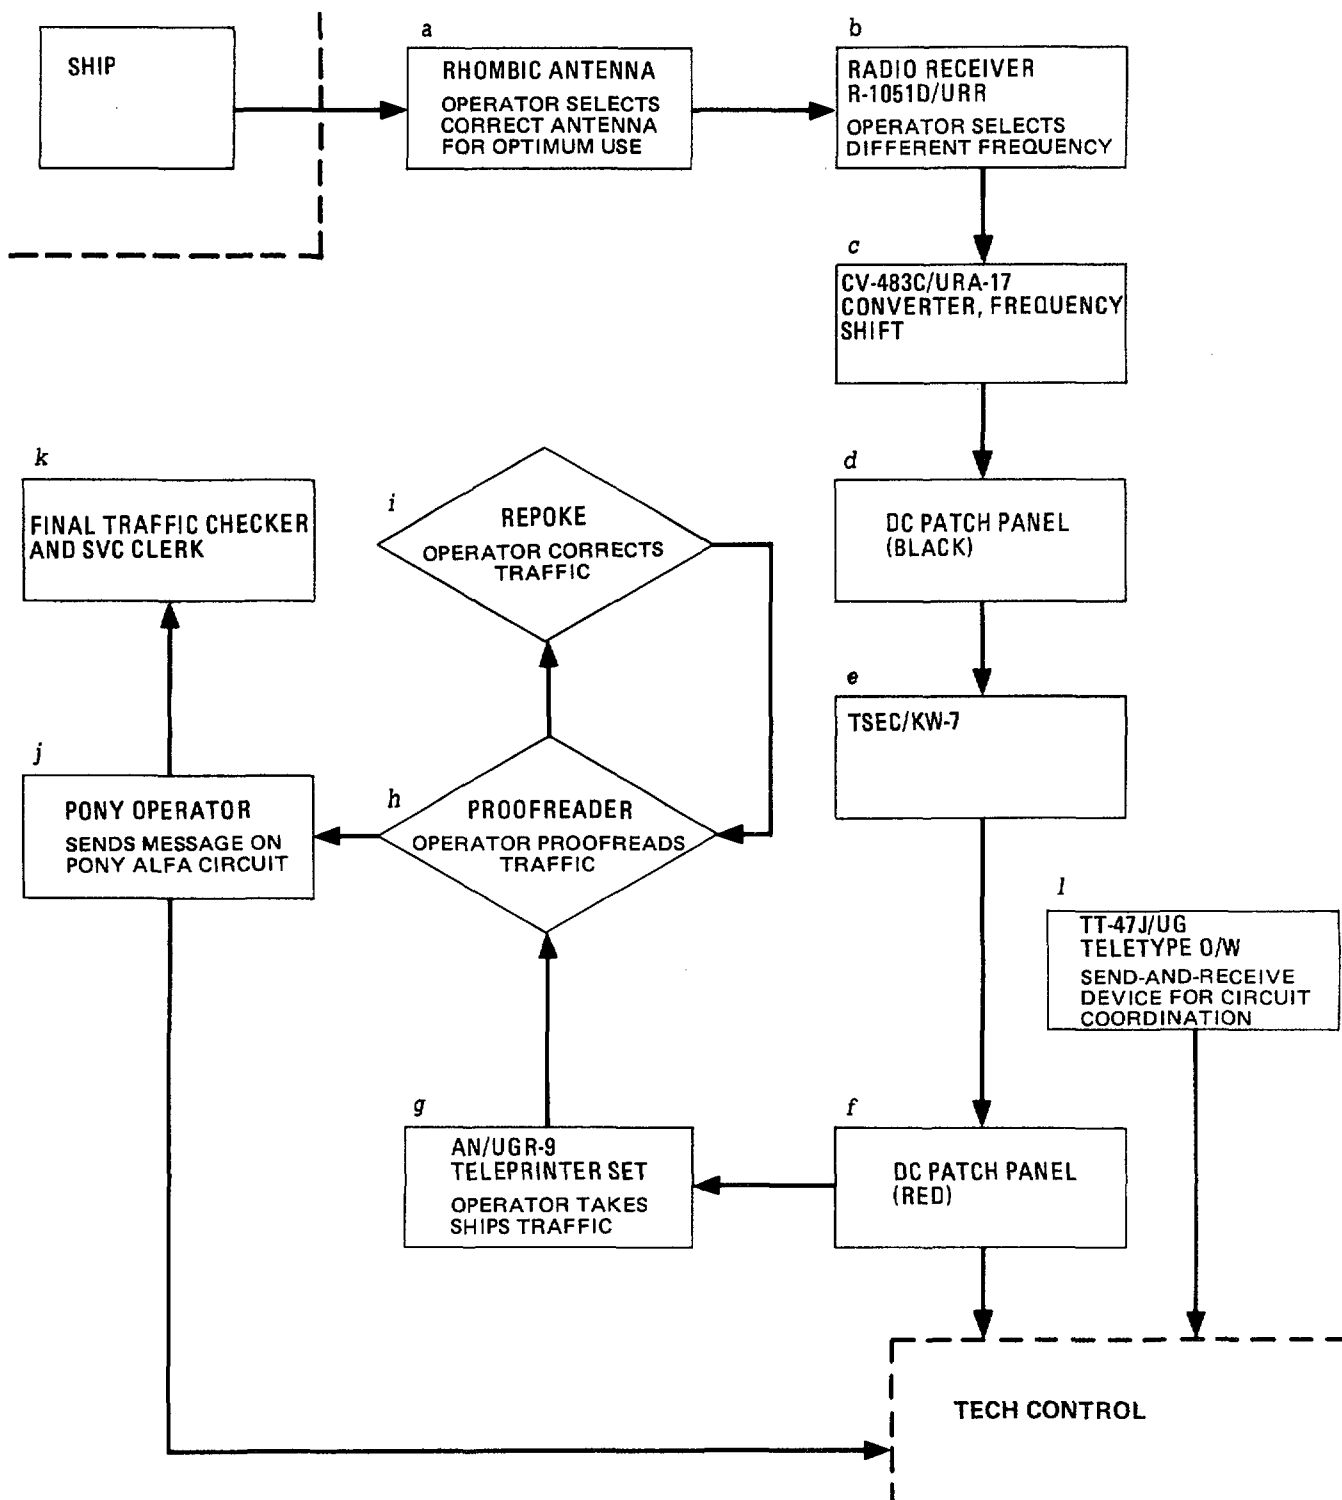 SHIP
a
RHOMBIC ANTENNA
OPERATOR SELECTS
CORRECT ANTENNA
FOR OPTIMUM USE
b
RADIO RECEIVER
R-1051D/URR
OPERATOR SELECTS
DIFFERENT FREQUENCY
c
CV-483C/URA-17
CONVERTER, FREQUENCY
SHIFT
d
DC PATCH PANEL
(BLACK)
e
TSEC/KW-7
f
DC PATCH PANEL
(RED)
g
AN/UGR-9
TELEPRINTER SET
OPERATOR TAKES
SHIPS TRAFFIC
h
PROOFREADER
OPERATOR PROOFREADS
TRAFFIC
i
REPOKE
OPERATOR CORRECTS
TRAFFIC
j
PONY OPERATOR
SENDS MESSAGE ON
PONY ALFA CIRCUIT
k
FINAL TRAFFIC CHECKER
AND SVC CLERK
l
TT-47J/UG
TELETYPE O/W
SEND-AND-RECEIVE
DEVICE FOR CIRCUIT
COORDINATION
TECH CONTROL